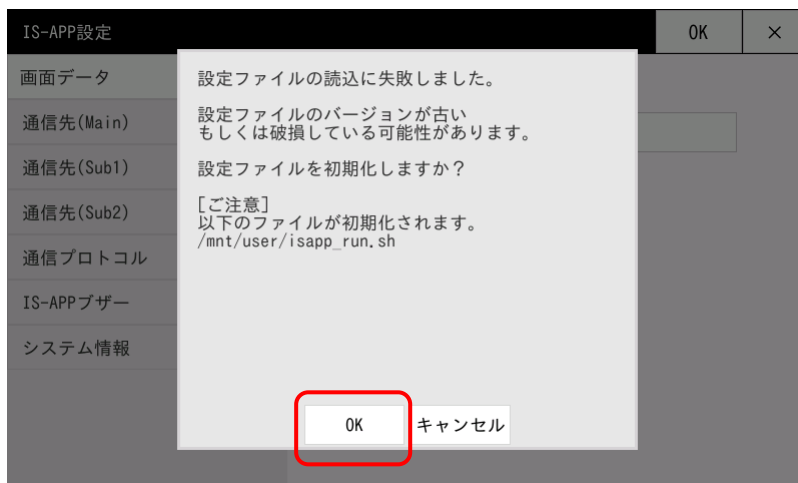 IS-APP設定
OK
×
画面データ
通信先(Main)
通信先(Sub1)
通信先(Sub2)
通信プロトコル
IS-APPブザー
システム情報
設定ファイルの読込に失敗しました。
設定ファイルのバージョンが古い
もしくは破損している可能性があります。
設定ファイルを初期化しますか？
[ご注意]
以下のファイルが初期化されます。
/mnt/user/isapp_run.sh
OK
キャンセル